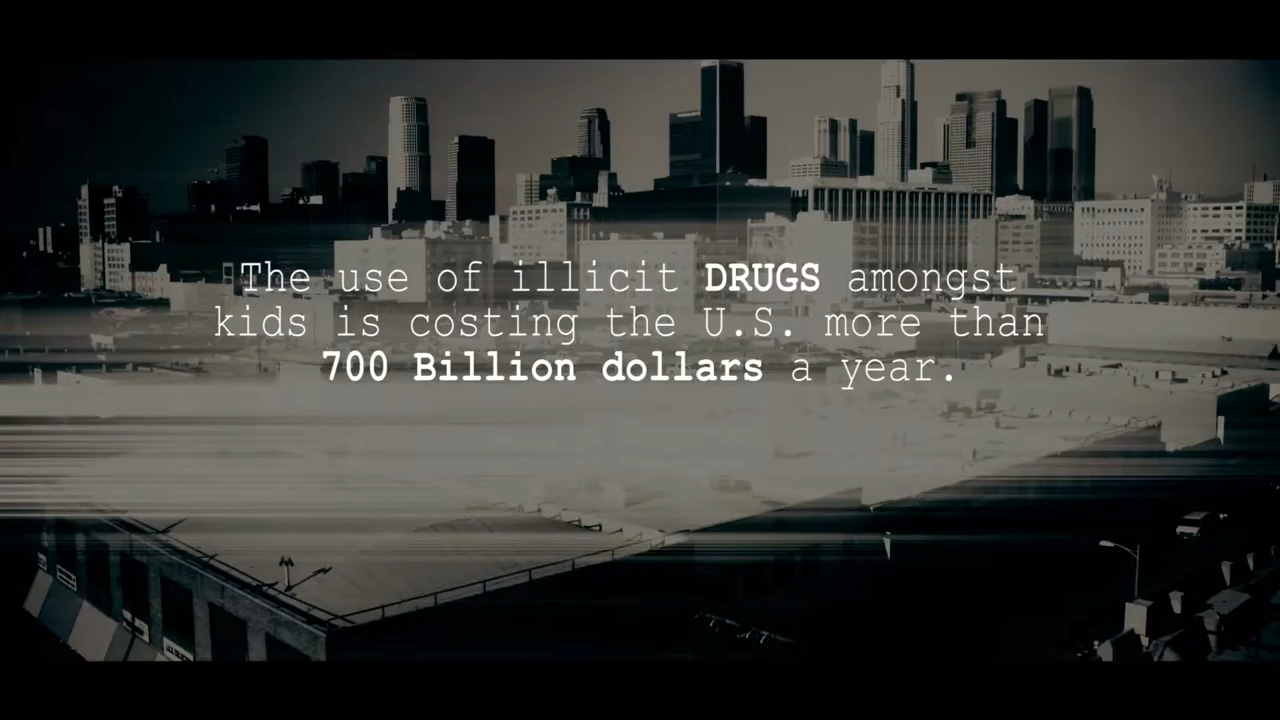 The use of illicit DRUGS amongst
kids is costing the U.S. more than
700 Billion dollars a year.